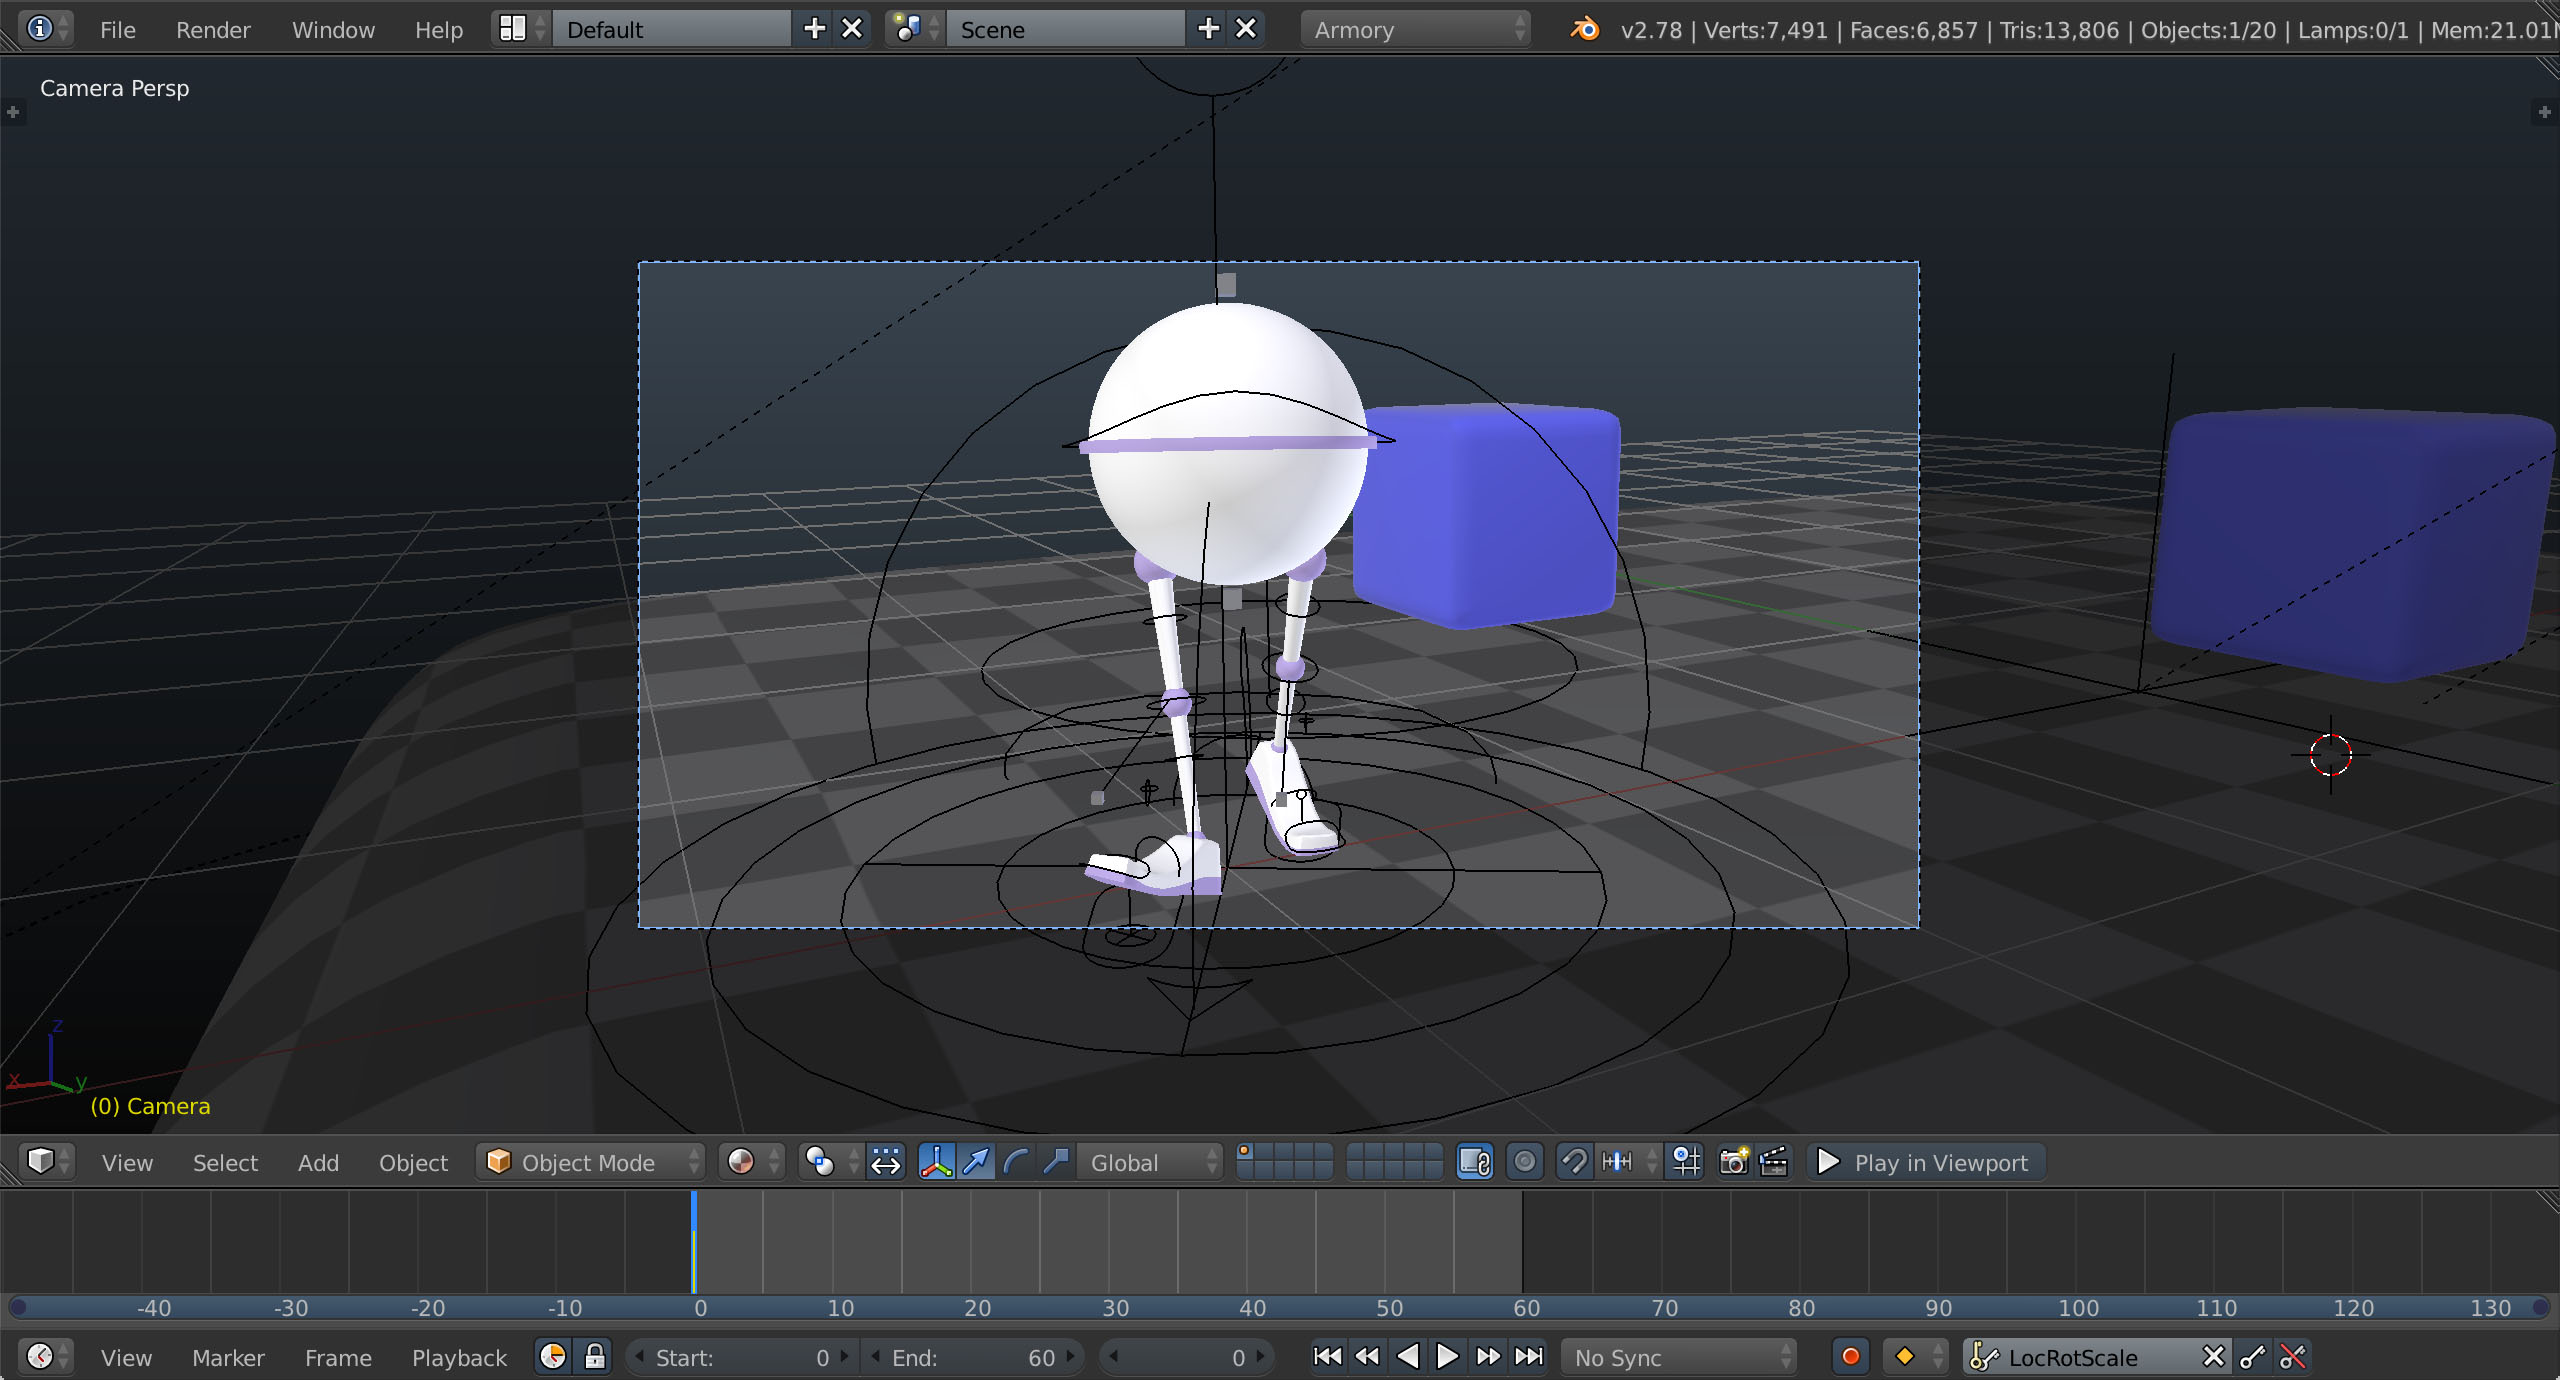 File Render Window Help Default Scene Armory v2.78 | Verts:7,491 | Faces:6,857 | Tris:13,806 | Objects:1/20 | Lamps:0/1 | Mem:21.01
Camera Persp
z
x y
(0) Camera
View Select Add Object Object Mode Global Play in Viewport
-40 -30 -20 -10 0 10 20 30 40 50 60 70 80 90 100 110 120 130
View Marker Frame Playback Start: 0 End: 60 0 No Sync LocRotScale